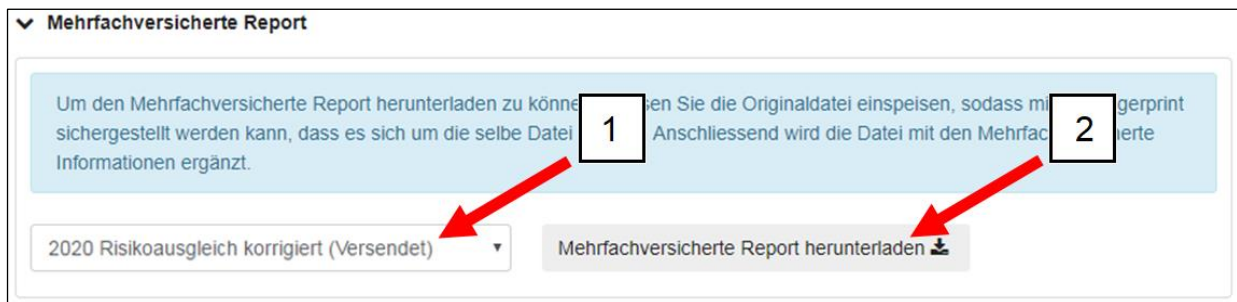 Mehrfachversicherte Report
Um den Mehrfachversicherte Report herunterladen zu könne sen Sie die Originaldatei einspeisen, sodass mi gerprint
sichergestellt werden kann, dass es sich um die selbe Datei 1 Anschliessend wird die Datei mit den Mehrfac 2 herte
Informationen ergänzt.
2020 Risikoausgleich korrigiert (Versendet)
Mehrfachversicherte Report herunterladen